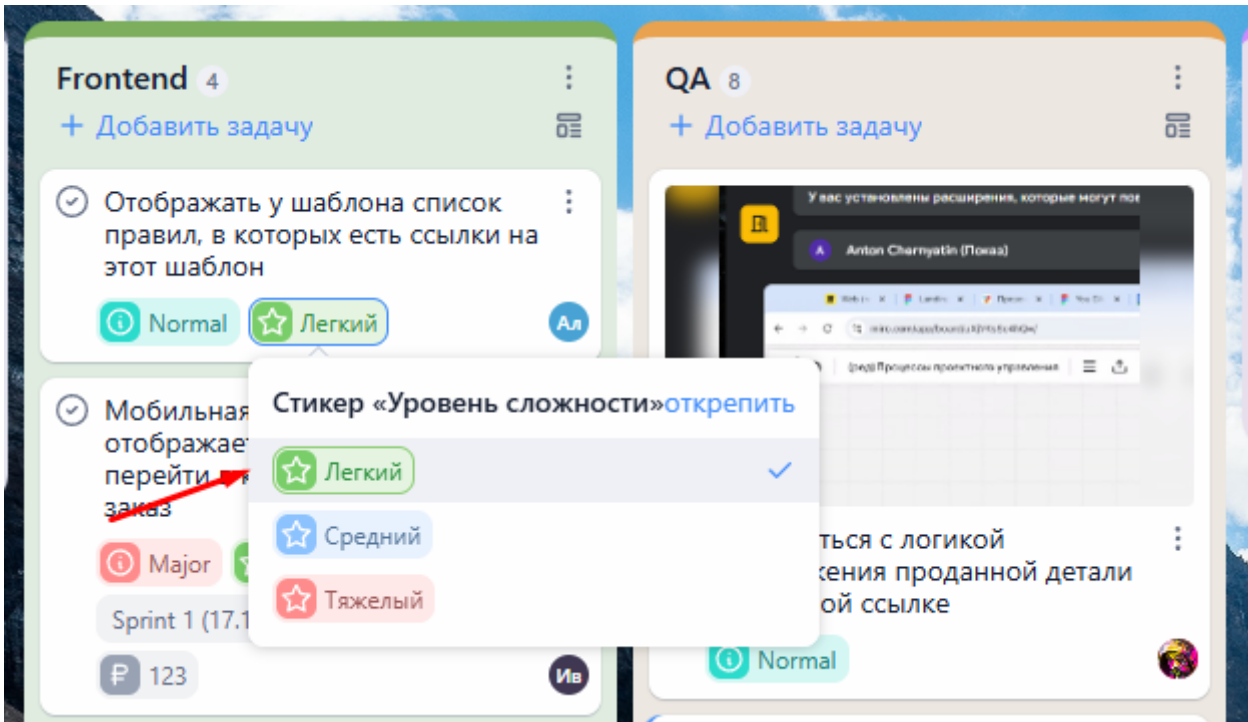 Frontend 4
+ Добавить задачу
Отображать у шаблона список
правил, в которых есть ссылки на
этот шаблон
Normal
Легкий
Ал
Мобильная
отображае
перейти в к
заказ
Major
Sprint 1 (17.1
123
Ив
Стикер «Уровень сложности»открепить
Легкий
Средний
Тяжелый
QA 8
+ Добавить задачу
У вас установлены расширения, которые могут пов
A
Anton Chernyatin (Показ)
(ред) Процессы проектного управления
ться с логикой
жения проданной детали
ой ссылке
Normal